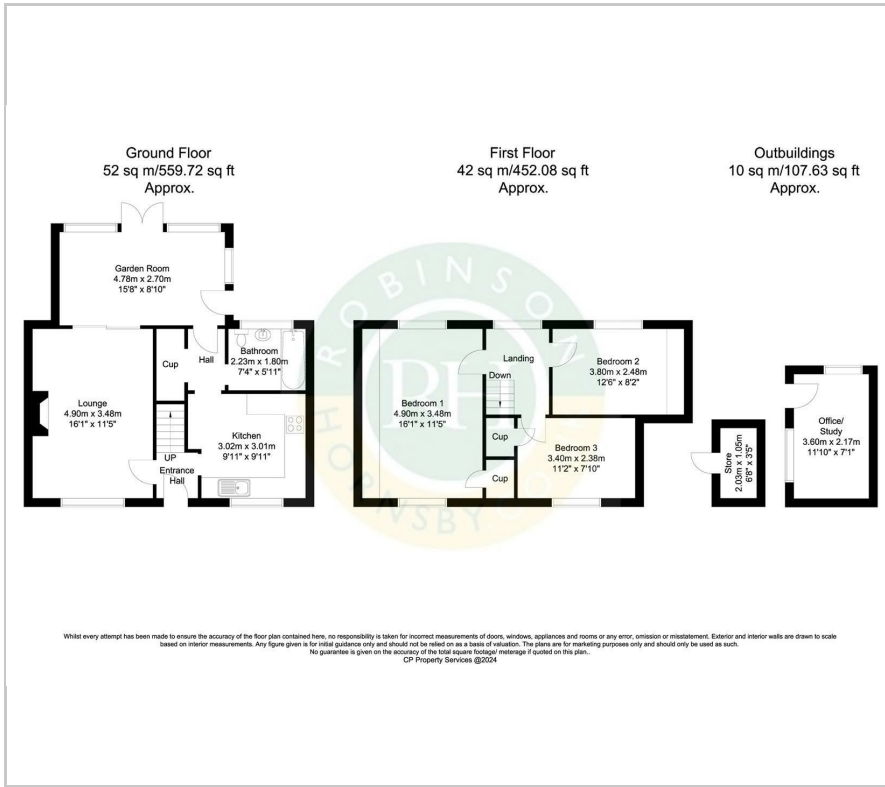 Ground Floor
52 sq m/559.72 sq ft
Approx.
First Floor
42 sq m/452.08 sq ft
Approx.
Outbuildings
10 sq m/107.63 sq ft
Approx.
Garden Room
4.78m x 2.70m
15'8" x 8'10"
Cup
Hall
Bathroom
2.23m x 1.80m
7'4" x 5'11"
Lounge
4.90m x 3.48m
16'1" x 11'5"
Kitchen
3.02m x 3.01m
9'11" x 9'11"
UP
Entrance
Hall
ROBINSON
PH
HORNSBY
Landing
Down
Bedroom 1
4.90m x 3.48m
16'1" x 11'5"
Bedroom 2
3.80m x 2.48m
12'6" x 8'2"
Cup
Bedroom 3
3.40m x 2.38m
11'2" x 7'10"
Cup
Store
2.03m x 1.05m
6'8" x 3'5"
Office/
Study
3.60m x 2.17m
11'10" x 7'1"
Whilst every attempt has been made to ensure the accuracy of the floor plan contained here, no responsibility is taken for incorrect measurements of doors, windows, appliances and rooms or any error, omission or misstatement. Exterior and interior walls are drawn to scale
based on interior measurements. Any figure given is for initial guidance only and should not be relied on as a basis of valuation. The plans are for marketing purposes only and should only be used as such.
No guarantee is given on the accuracy of the total square footage/ meterage if quoted on this plan..
CP Property Services @2024